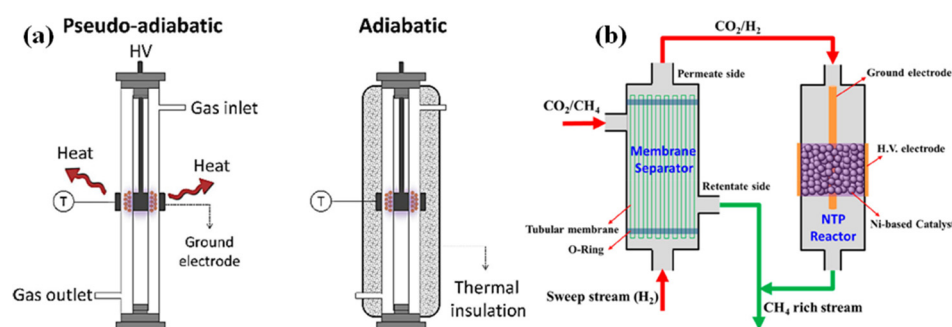 (a)
Pseudo-adiabatic
HV
Gas inlet
Heat
Heat
T
Ground
electrode
Gas outlet
Adiabatic
T
Thermal
insulation
(b)
CO₂/H₂
Permeate side
Ground electrode
CO₂/CH₄
Membrane
Separator
H.V. electrode
Retentate side
Tubular membrane
O-Ring
NTP
Reactor
Ni-based Catalyst
Sweep stream (H₂)
CH₄ rich stream